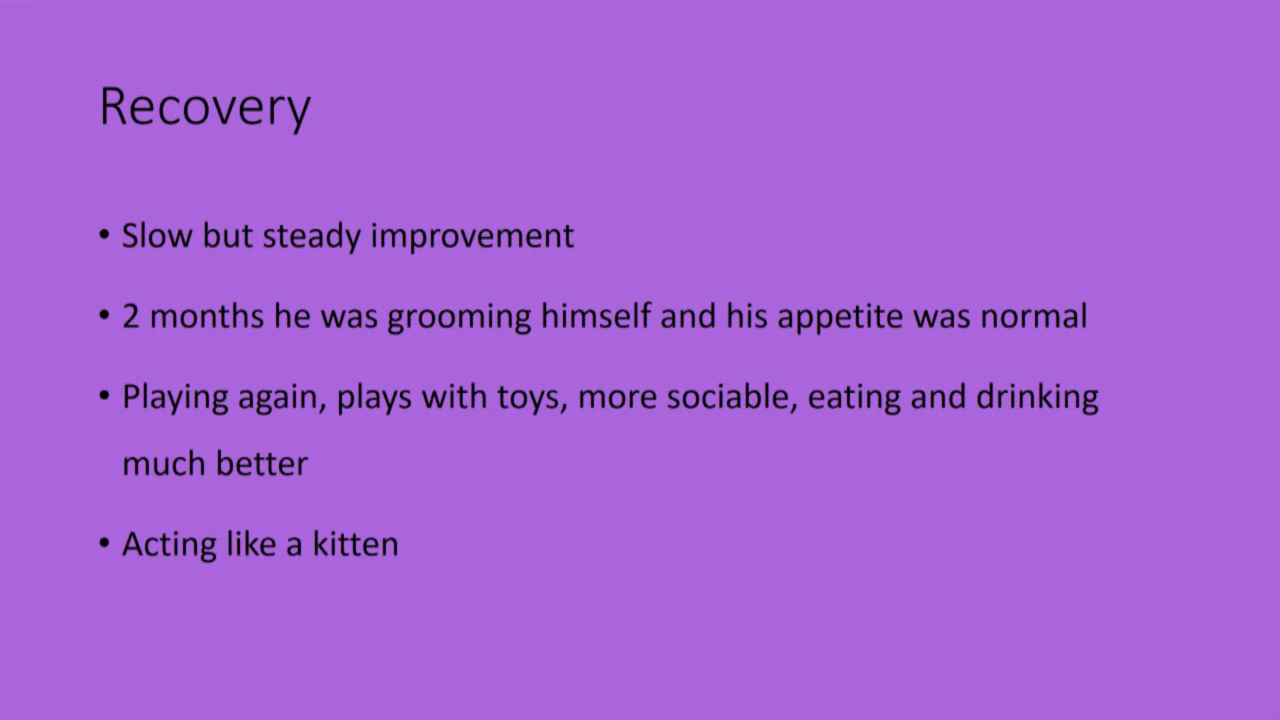 Recovery
• Slow but steady improvement
• 2 months he was grooming himself and his appetite was normal
• Playing again, plays with toys, more sociable, eating and drinking
much better
• Acting like a kitten